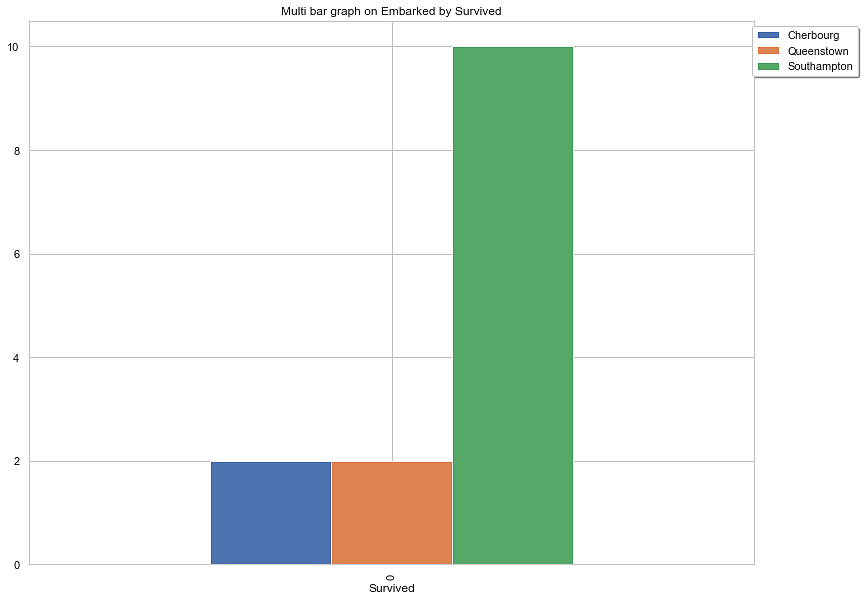 Multi bar graph on Embarked by Survived
Cherbourg
Queenstown
Southampton
10
8
6
4
2
0
0
Survived